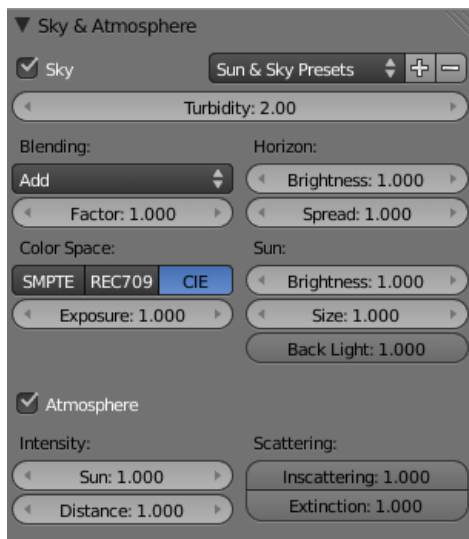 Sky & Atmosphere
Sky
Sun & Sky Presets
Turbidity: 2.00
Blending:
Horizon:
Add
Brightness: 1.000
Factor: 1.000
Spread: 1.000
Color Space:
Sun:
SMPTE REC709 CIE
Brightness: 1.000
Exposure: 1.000
Size: 1.000
Back Light: 1.000
Atmosphere
Intensity:
Scattering:
Sun: 1.000
Inscattering: 1.000
Distance: 1.000
Extinction: 1.000